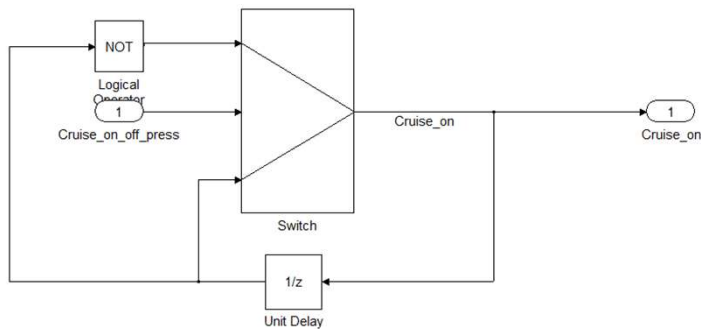 NOT
Logical
Operator
1
Cruise_on_off_press
Switch
Cruise_on
1
Cruise_on
1/z
Unit Delay